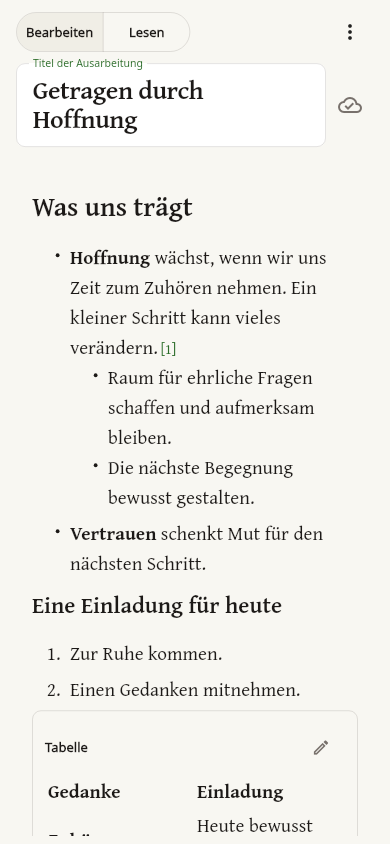 Bearbeiten Lesen
Titel der Ausarbeitung
Getragen durch
Hoffnung
Was uns trägt
• Hoffnung wächst, wenn wir uns
Zeit zum Zuhören nehmen. Ein
kleiner Schritt kann vieles
verändern. [1]
• Raum für ehrliche Fragen
schaffen und aufmerksam
bleiben.
• Die nächste Begegnung
bewusst gestalten.
• Vertrauen schenkt Mut für den
nächsten Schritt.
Eine Einladung für heute
1. Zur Ruhe kommen.
2. Einen Gedanken mitnehmen.
Tabelle
Gedanke Einladung
Heute bewusst